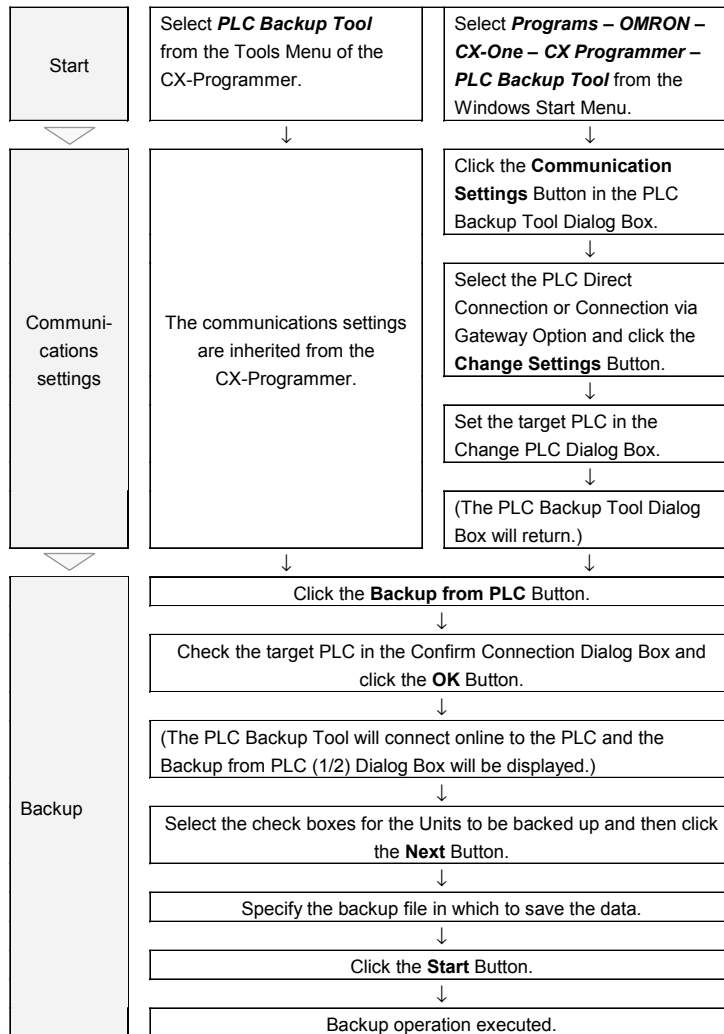 Start
Select PLC Backup Tool
from the Tools Menu of the
CX-Programmer.
Select Programs – OMRON –
CX-One – CX Programmer –
PLC Backup Tool from the
Windows Start Menu.
↓
↓
Communi-
cations
settings
The communications settings
are inherited from the
CX-Programmer.
Click the Communication
Settings Button in the PLC
Backup Tool Dialog Box.
↓
Select the PLC Direct
Connection or Connection via
Gateway Option and click the
Change Settings Button.
↓
Set the target PLC in the
Change PLC Dialog Box.
↓
(The PLC Backup Tool Dialog
Box will return.)
↓
↓
Backup
Click the Backup from PLC Button.
↓
Check the target PLC in the Confirm Connection Dialog Box and
click the OK Button.
↓
(The PLC Backup Tool will connect online to the PLC and the
Backup from PLC (1/2) Dialog Box will be displayed.)
↓
Select the check boxes for the Units to be backed up and then click
the Next Button.
↓
Specify the backup file in which to save the data.
↓
Click the Start Button.
↓
Backup operation executed.